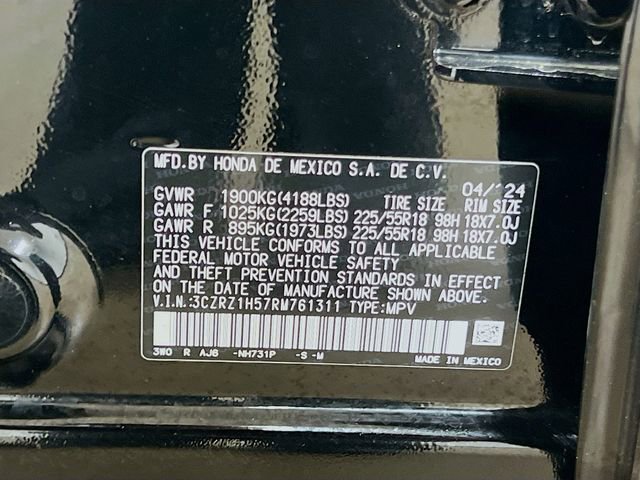 MFD.BY HONDA DE MEXICO S.A. DE C.V.
04/'24
GVWR 1900KG(4188LBS) TIRE SIZE RIM SIZE
GAWR F 1025KG(2259LBS) 225/55R18 98H 18X7.0J
GAWR R 895KG(1973LBS) 225/55R18 98H 18X7.0J
THIS VEHICLE CONFORMS TO ALL APPLICABLE
FEDERAL MOTOR VEHICLE SAFETY
AND THEFT PREVENTION STANDARDS IN EFFECT
ON THE DATE OF MANUFACTURE SHOWN ABOVE.
V.I.N.:3CZRZ1H57RM761311 TYPE:MPV
3WO R AJ6 -NH731P -S -M
MADE IN MEXICO